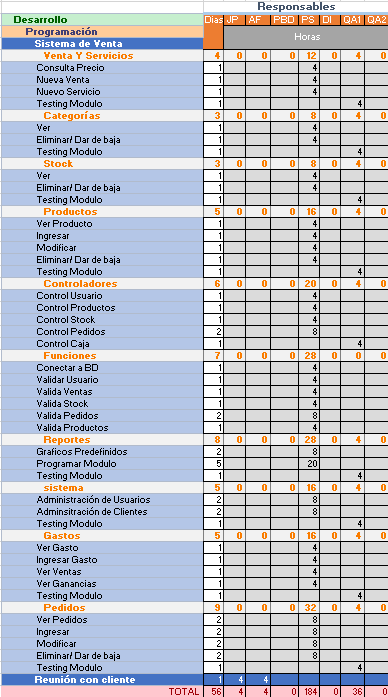 Responsables
Desarrollo Dias JP AF PBD PS DI QA1 QA2
Programación
Horas
Sistema de Venta
Venta Y Servicios 4 0 0 0 12 0 4 0
Consulta Precio 1 4
Nueva Venta 1 4
Nuevo Servicio 1 4
Testing Modulo 1 4
Categorías 3 0 0 0 8 0 4 0
Ver 1 4
Eliminar/ Dar de baja 1 4
Testing Modulo 1 4
Stock 3 0 0 0 8 0 4 0
Ver 1 4
Eliminar/ Dar de baja 1 4
Testing Modulo 1 4
Productos 5 0 0 0 16 0 4 0
Ver Producto 1 4
Ingresar 1 4
Modificar 1 4
Eliminar/ Dar de baja 1 4
Testing Modulo 1 4
Controladores 6 0 0 0 20 0 4 0
Control Usuario 1 4
Control Productos 1 4
Control Stock 1 4
Control Pedidos 2 8
Control Caja 1 4
Funciones 7 0 0 0 28 0 0 0
Conectar a BD 1 4
Validar Usuario 1 4
Valida Ventas 1 4
Valida Stock 1 4
Valida Pedidos 2 8
Valida Productos 1 4
Reportes 8 0 0 0 28 0 4 0
Graficos Predefinidos 2 8
Programar Modulo 5 20
Testing Modulo 1 4
sistema 5 0 0 0 16 0 4 0
Administración de Usuarios 2 8
Adminsitración de Clientes 2 8
Testing Modulo 1 4
Gastos 5 0 0 0 16 0 4 0
Ver Gasto 1 4
Ingresar Gasto 1 4
Ver Ventas 1 4
Ver Ganancias 1 4
Testing Modulo 1 4
Pedidos 9 0 0 0 32 0 4 0
Ver Pedidos 2 8
Ingresar 2 8
Modificar 2 8
Eliminar/ Dar de baja 2 8
Testing Modulo 1 4
Reunión con cliente 1 4 4
TOTAL 56 4 4 0 184 0 36 0